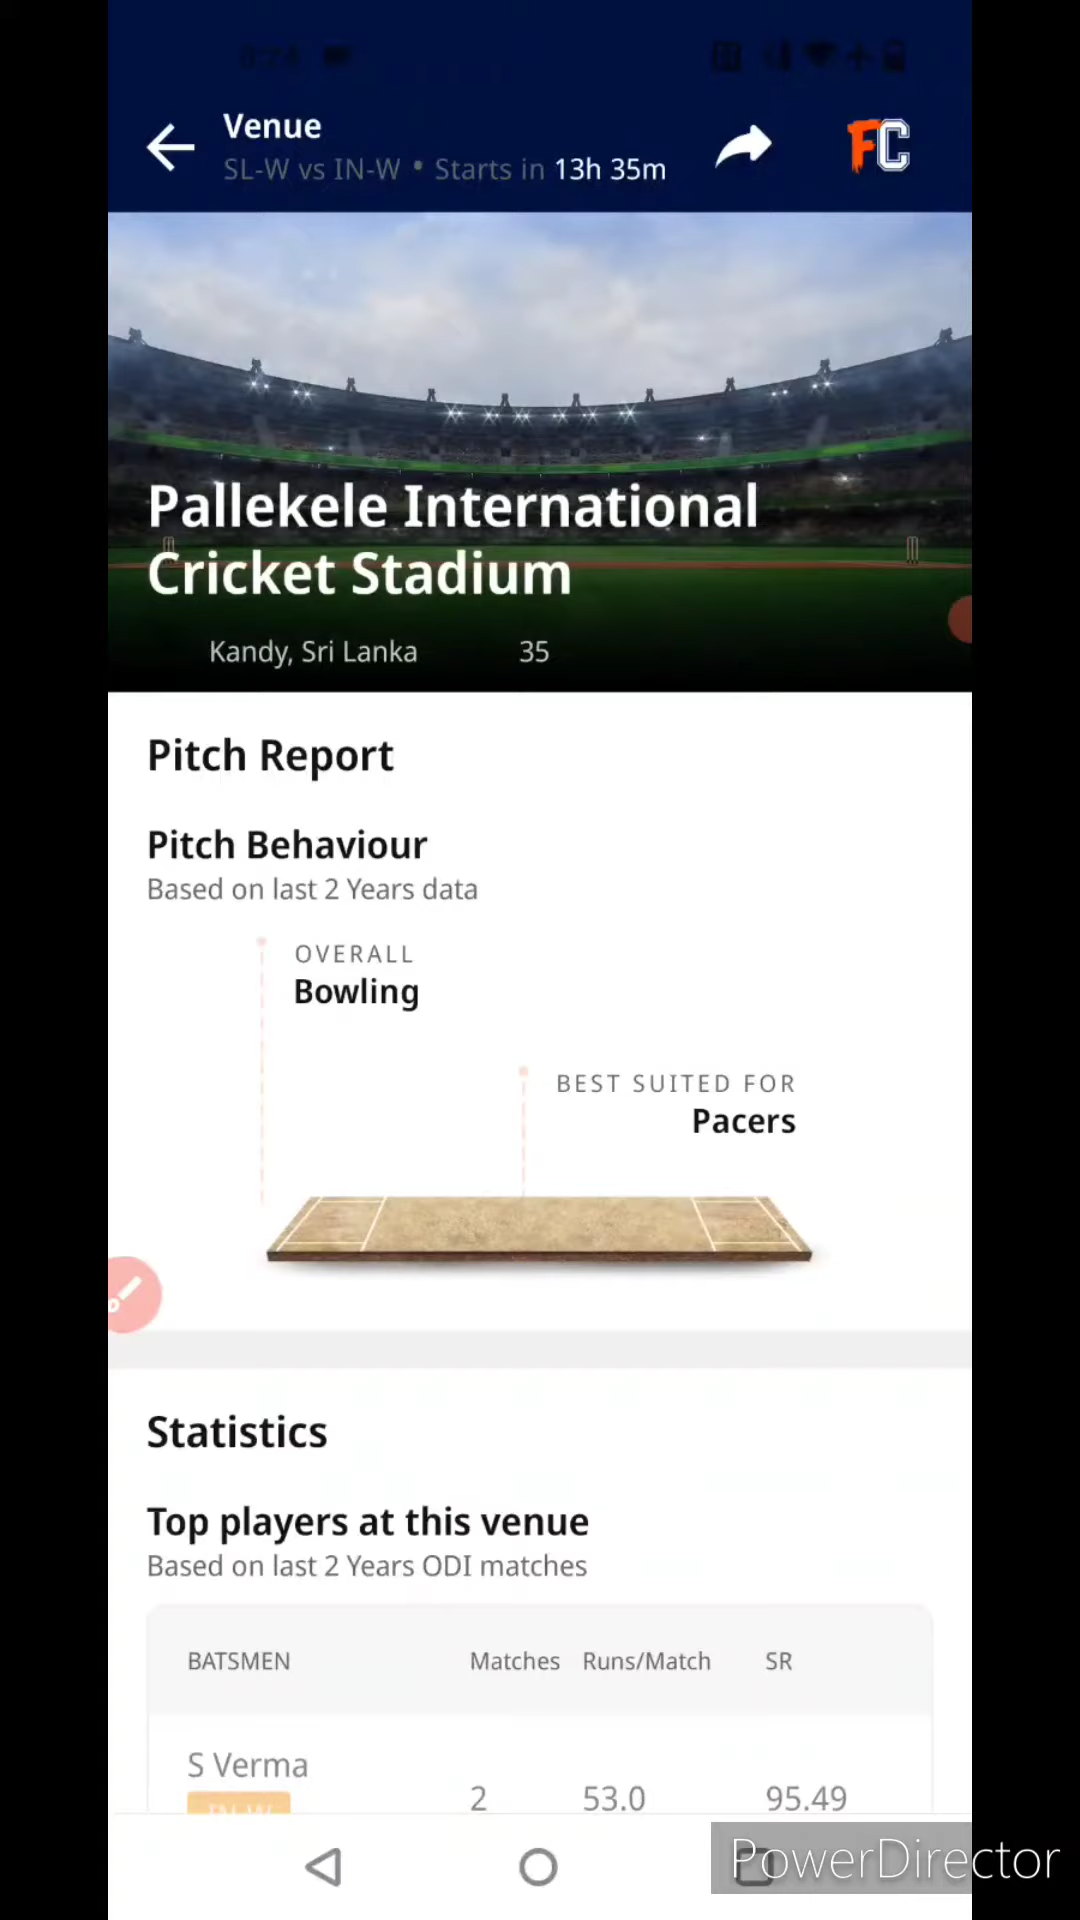 Venue
SL-W vs IN-W • Starts in 13h 35m
FC
Pallekele International
Cricket Stadium
Kandy, Sri Lanka 35
Pitch Report
Pitch Behaviour
Based on last 2 Years data
OVERALL
Bowling
BEST SUITED FOR
Pacers
Statistics
Top players at this venue
Based on last 2 Years ODI matches
BATSMEN Matches Runs/Match SR
S Verma
IN-W
2 53.0 95.49
PowerDirector